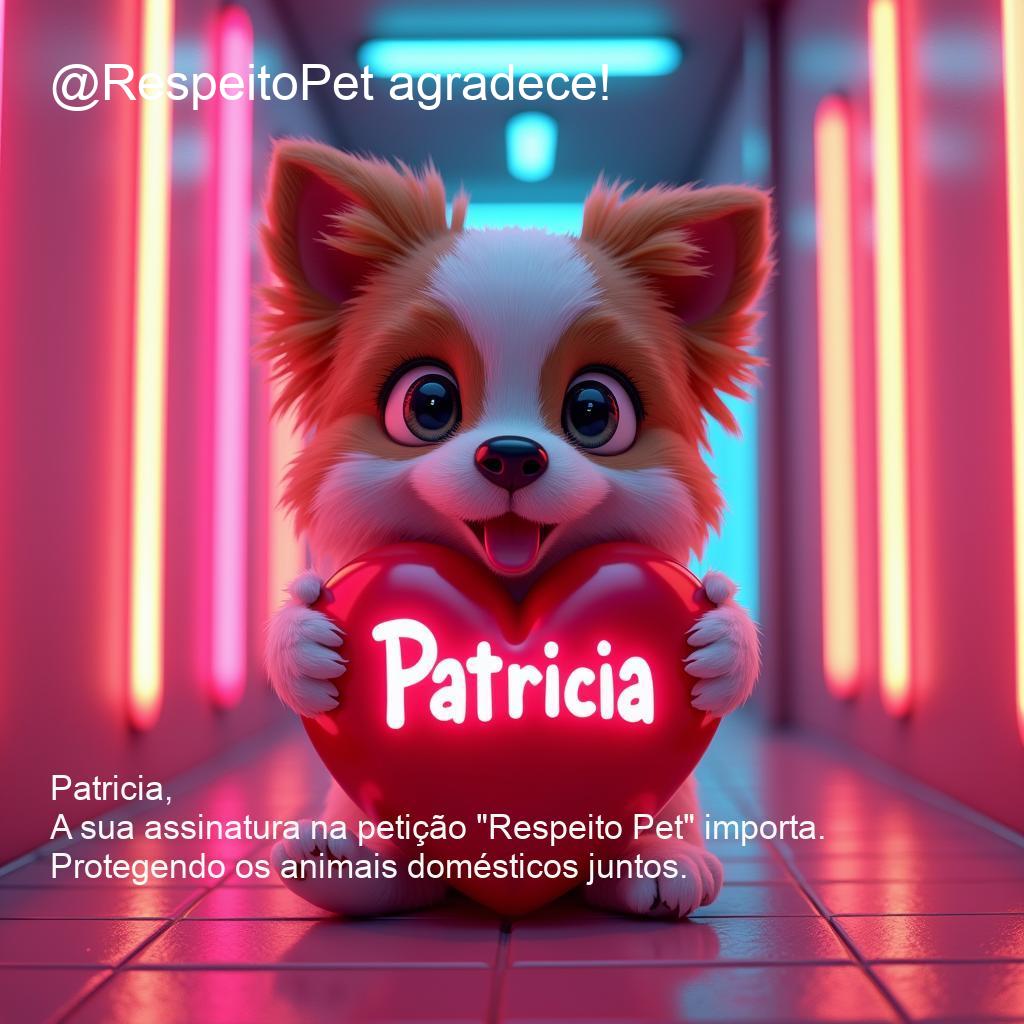 @RespeitoPet agradece!
Patricia
Patricia,
A sua assinatura na petição "Respeito Pet" importa.
Protegendo os animais domésticos juntos.